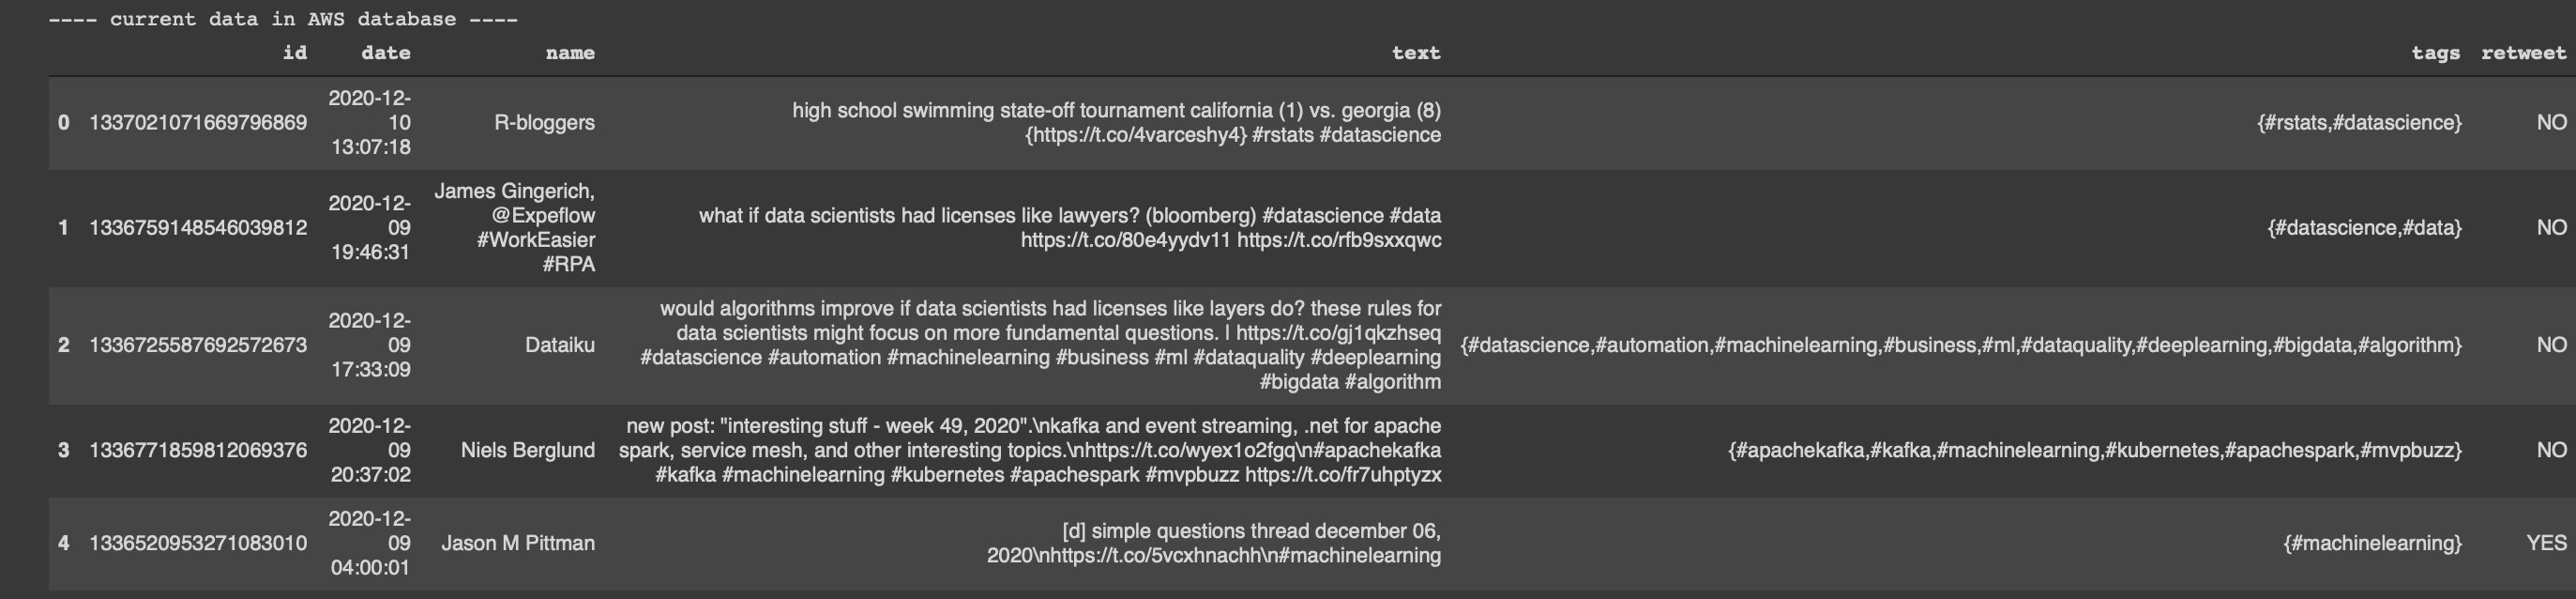 ---- current data in AWS database ----
id date name text tags retweet
0 1337021071669796869 2020-12-10 13:07:18 R-bloggers high school swimming state-off tournament california (1) vs. georgia (8) {https://t.co/4varceshy4} #rstats #datascience {#rstats,#datascience} NO
1 1336759148546039812 2020-12-09 19:46:31 James Gingerich, @Expeflow #WorkEasier #RPA what if data scientists had licenses like lawyers? (bloomberg) #datascience #data https://t.co/80e4yydv11 https://t.co/rfb9sxxqwc {#datascience,#data} NO
2 1336725587692572673 2020-12-09 17:33:09 Dataiku would algorithms improve if data scientists had licenses like layers do? these rules for data scientists might focus on more fundamental questions. | https://t.co/gj1qkzhseq #datascience #automation #machinelearning #business #ml #dataquality #deeplearning #bigdata #algorithm {#datascience,#automation,#machinelearning,#business,#ml,#dataquality,#deeplearning,#bigdata,#algorithm} NO
3 1336771859812069376 2020-12-09 20:37:02 Niels Berglund new post: "interesting stuff - week 49, 2020".\nkafka and event streaming, .net for apache spark, service mesh, and other interesting topics.\nhttps://t.co/wyex1o2fgq\n#apachekafka #kafka #machinelearning #kubernetes #apachespark #mvpbuzz https://t.co/fr7uhptyzx {#apachekafka,#kafka,#machinelearning,#kubernetes,#apachespark,#mvpbuzz} NO
4 1336520953271083010 2020-12-09 04:00:01 Jason M Pittman [d] simple questions thread december 06, 2020\nhttps://t.co/5vcxhnachh\n#machinelearning {#machinelearning} YES